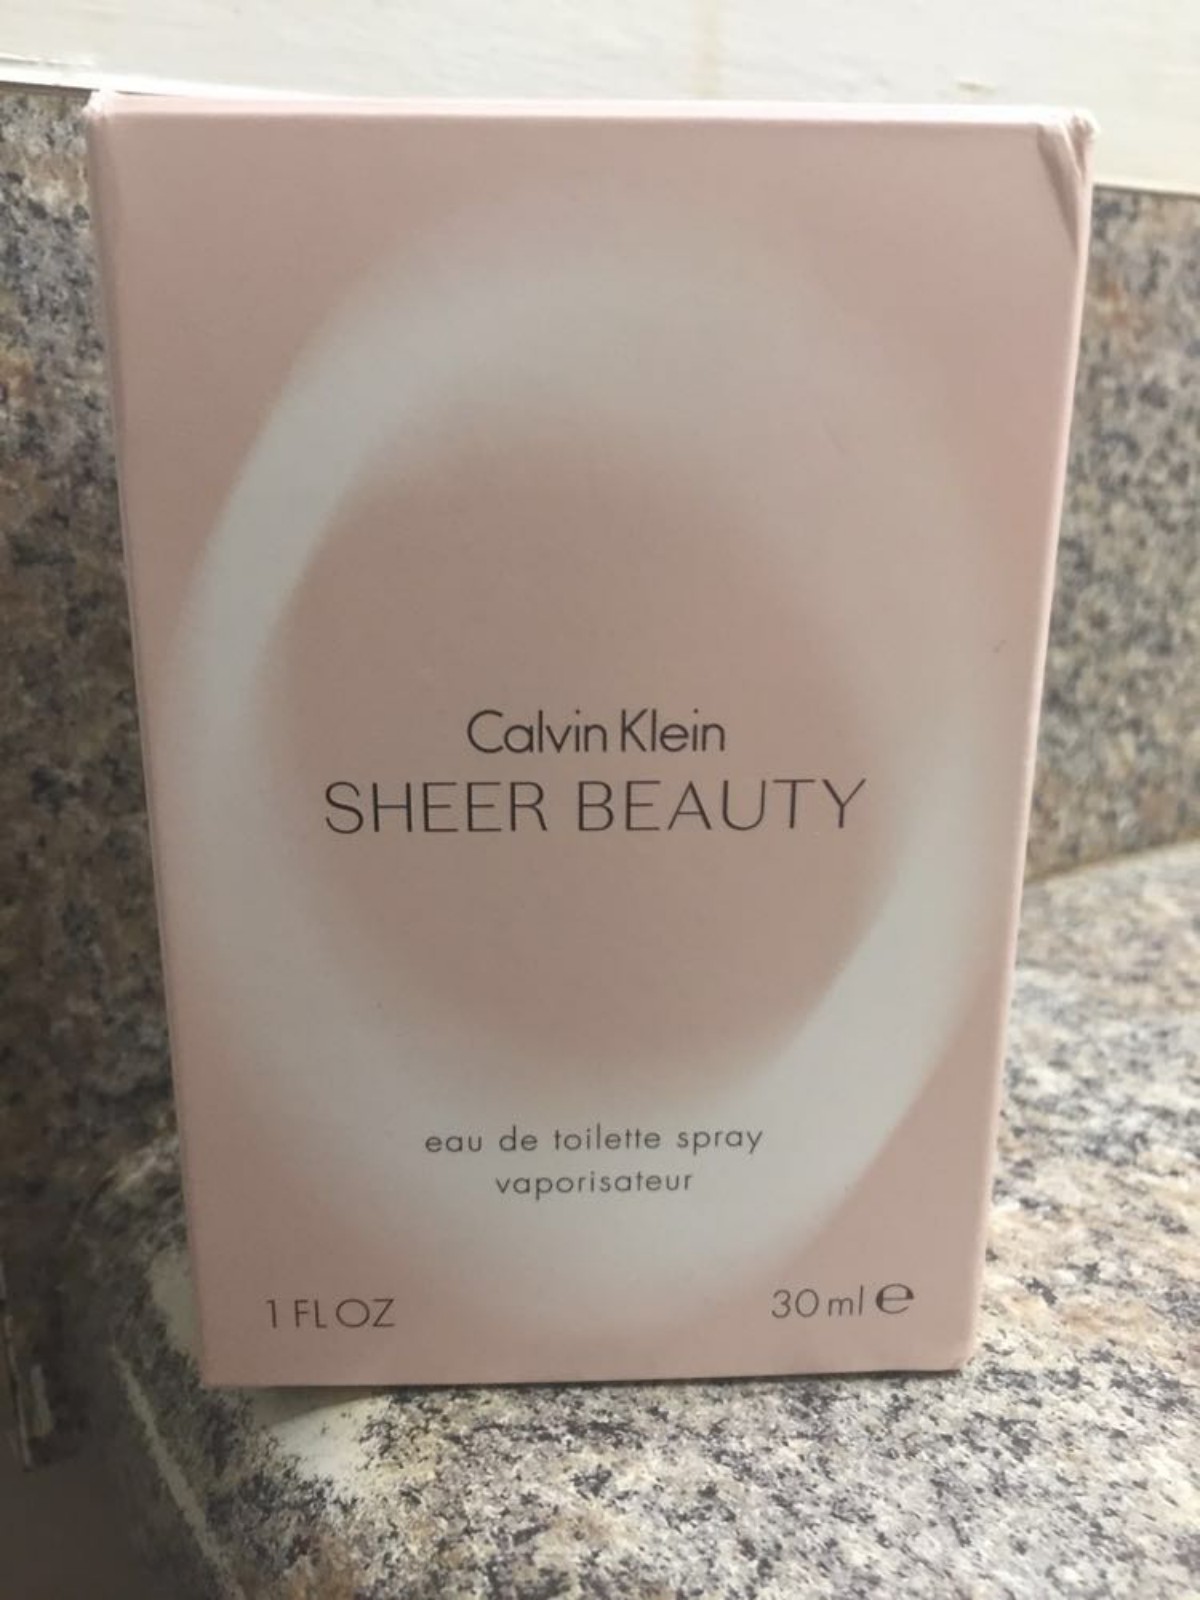 Calvin Klein
SHEER BEAUTY
eau de toilette spray
vaporisateur
1 FL OZ
30 ml ℮